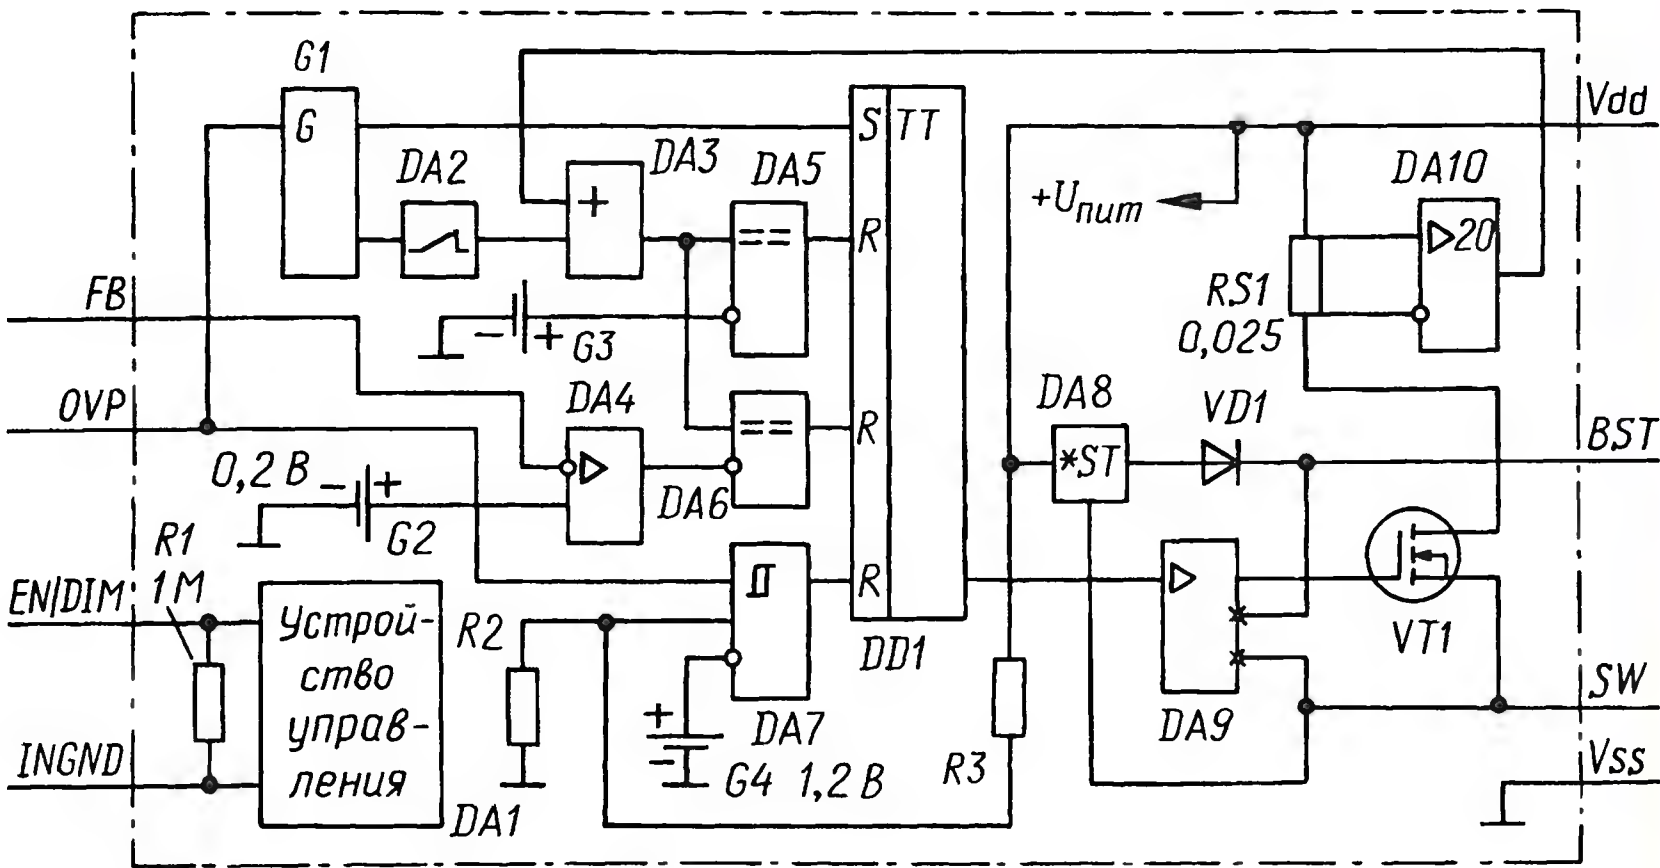 G1
G
S TT
Vdd
DA3
DA2
DA5
DA10
+
== 
+Uпит
20
R
FB
RS1
0,025
- + G3
OVP
DA4
DA8
VD1
==
R
BST
0,2 В
- +
*ST
DA6
G2
R1
1 М
EN/DIM
Устрой-
ство
управ-
ления
R2
R
DD1
VT1
SW
DA7
DA9
INGND
+
-
G4 1,2 В
R3
Vss
DA1